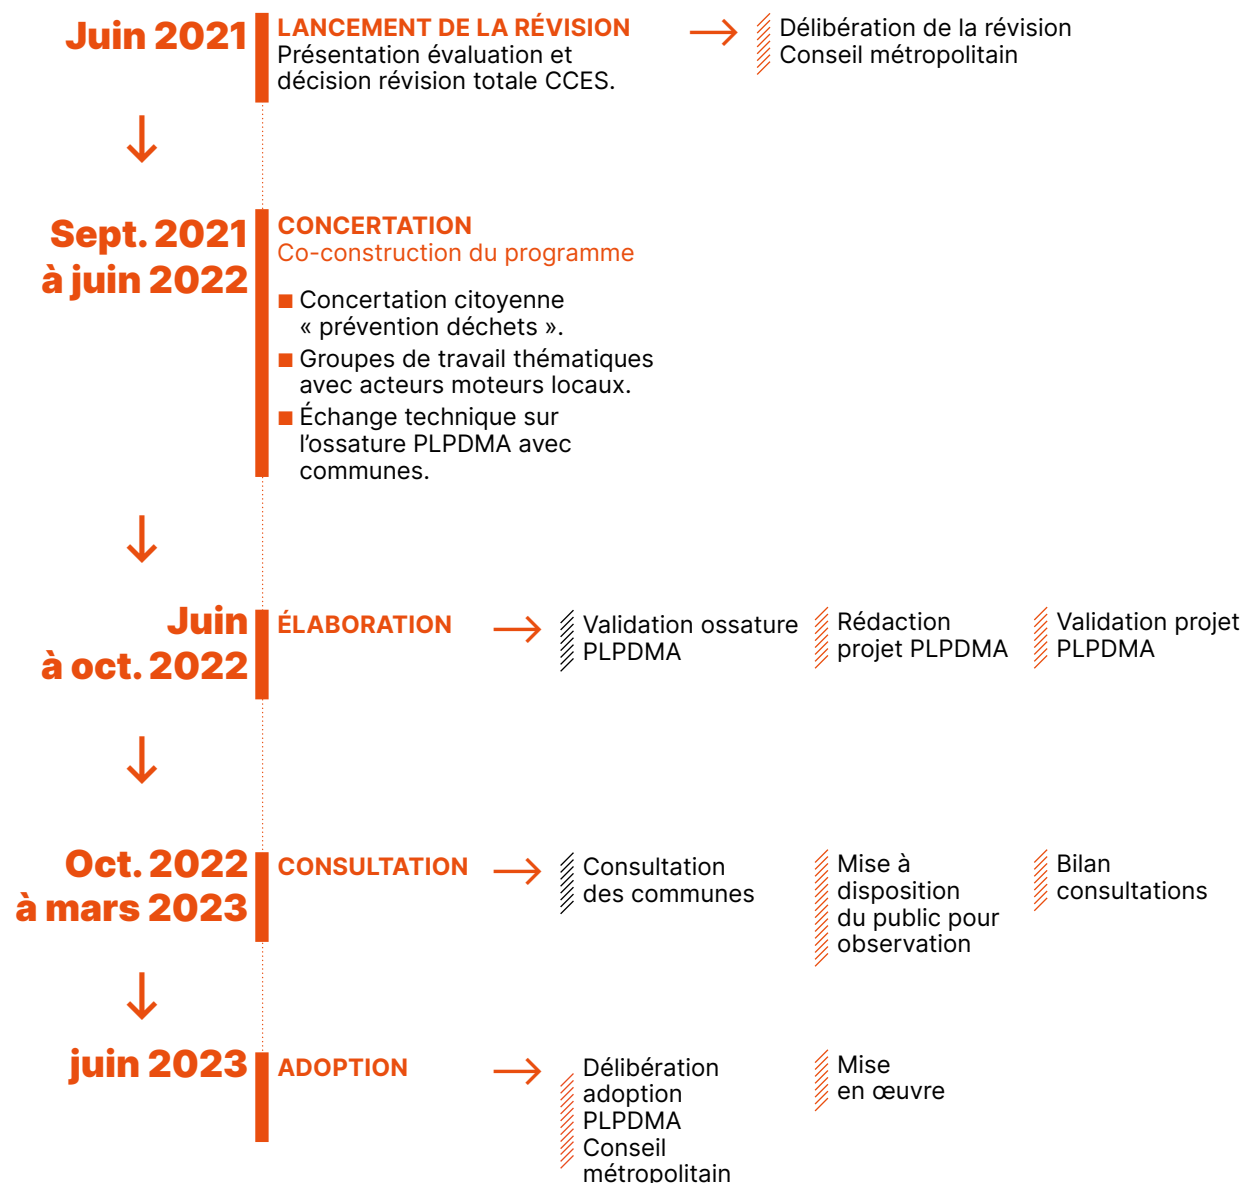 Juin 2021
LANCEMENT DE LA RÉVISION
Présentation évaluation et
décision révision totale CCES.
Délibération de la révision
Conseil métropolitain
Sept. 2021
à juin 2022
CONCERTATION
Co-construction du programme
Concertation citoyenne
« prévention déchets ».
Groupes de travail thématiques
avec acteurs moteurs locaux.
Échange technique sur
l’ossature PLPDMA avec
communes.
Juin
à oct. 2022
ÉLABORATION
Validation ossature
PLPDMA
Rédaction
projet PLPDMA
Validation projet
PLPDMA
Oct. 2022
à mars 2023
CONSULTATION
Consultation
des communes
Mise à
disposition
du public pour
observation
Bilan
consultations
juin 2023
ADOPTION
Délibération
adoption
PLPDMA
Conseil
métropolitain
Mise
en œuvre